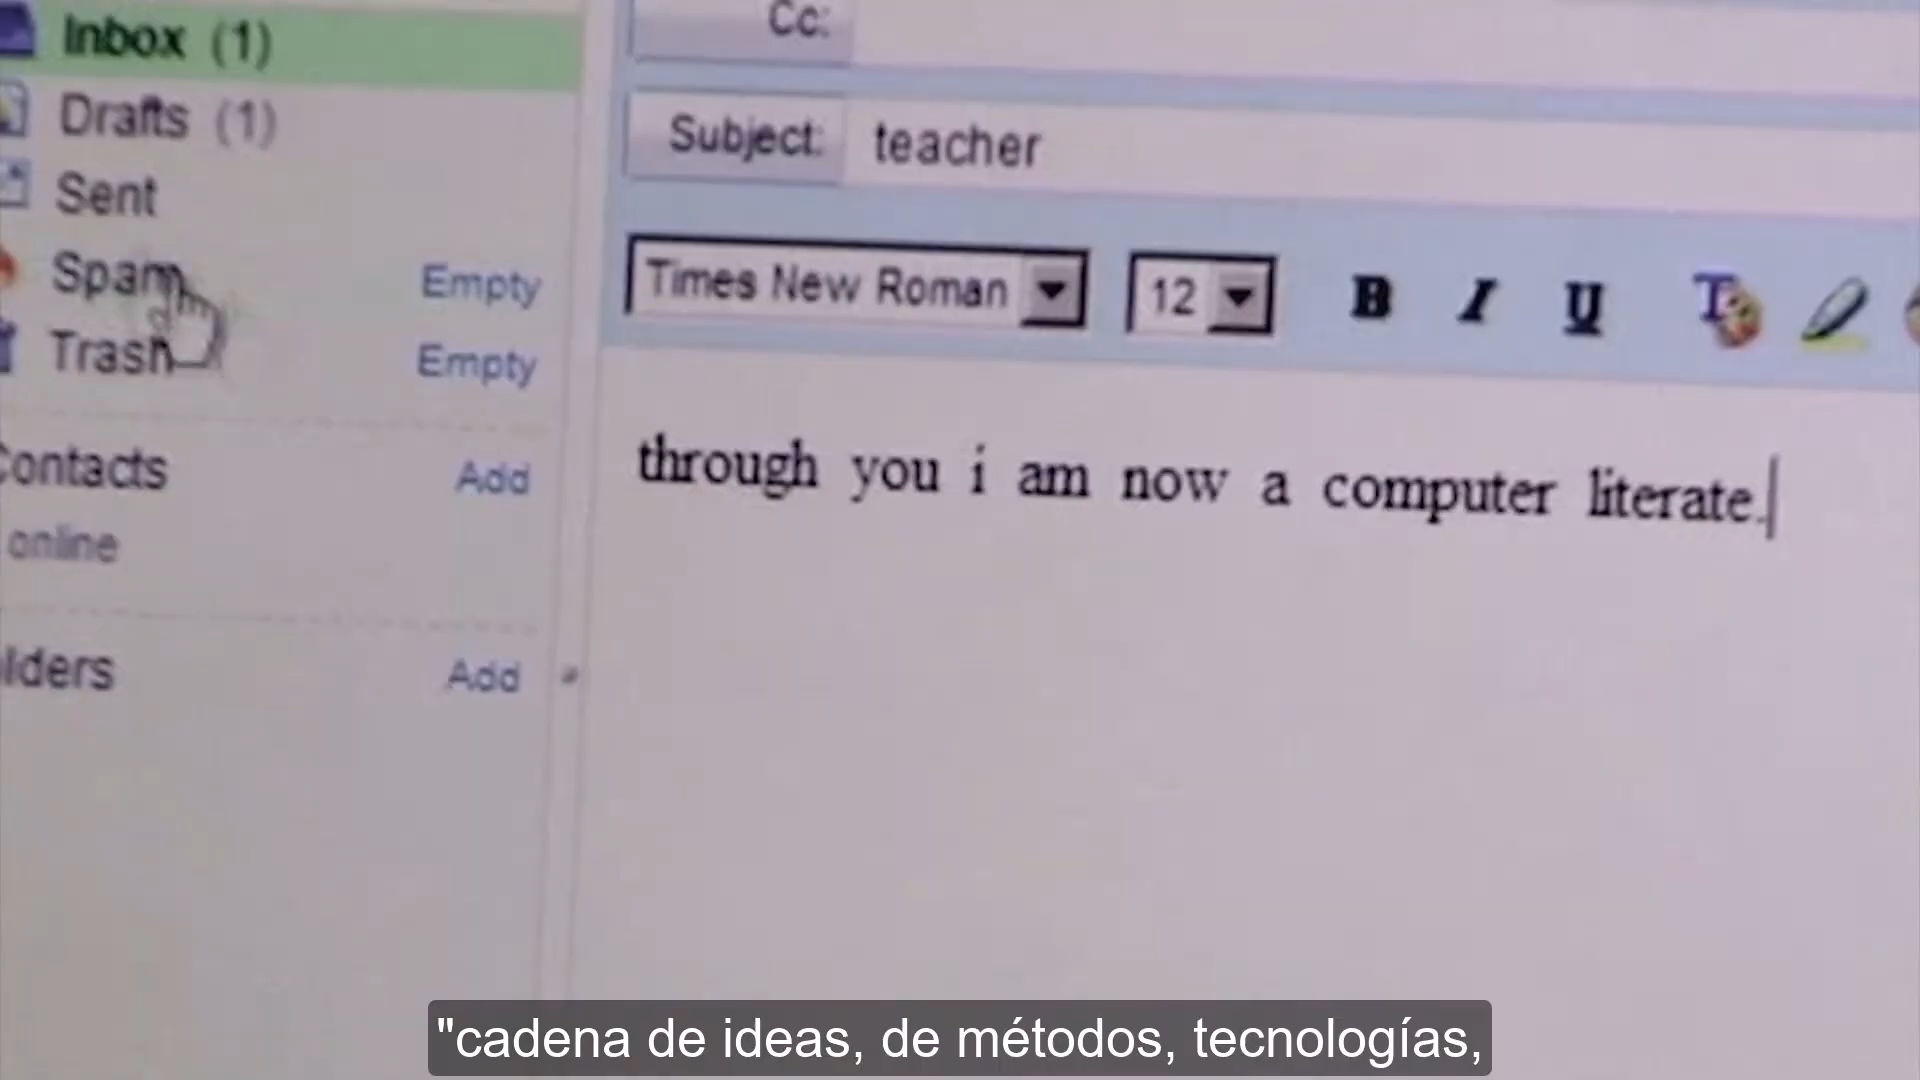 Inbox (1)
Drafts (1)
Sent
Spam Empty
Trash Empty
Contacts Add
online
lders Add
Cc:
Subject: teacher
Times New Roman 12 B I U T
through you i am now a computer literate.
"cadena de ideas, de métodos, tecnologías,